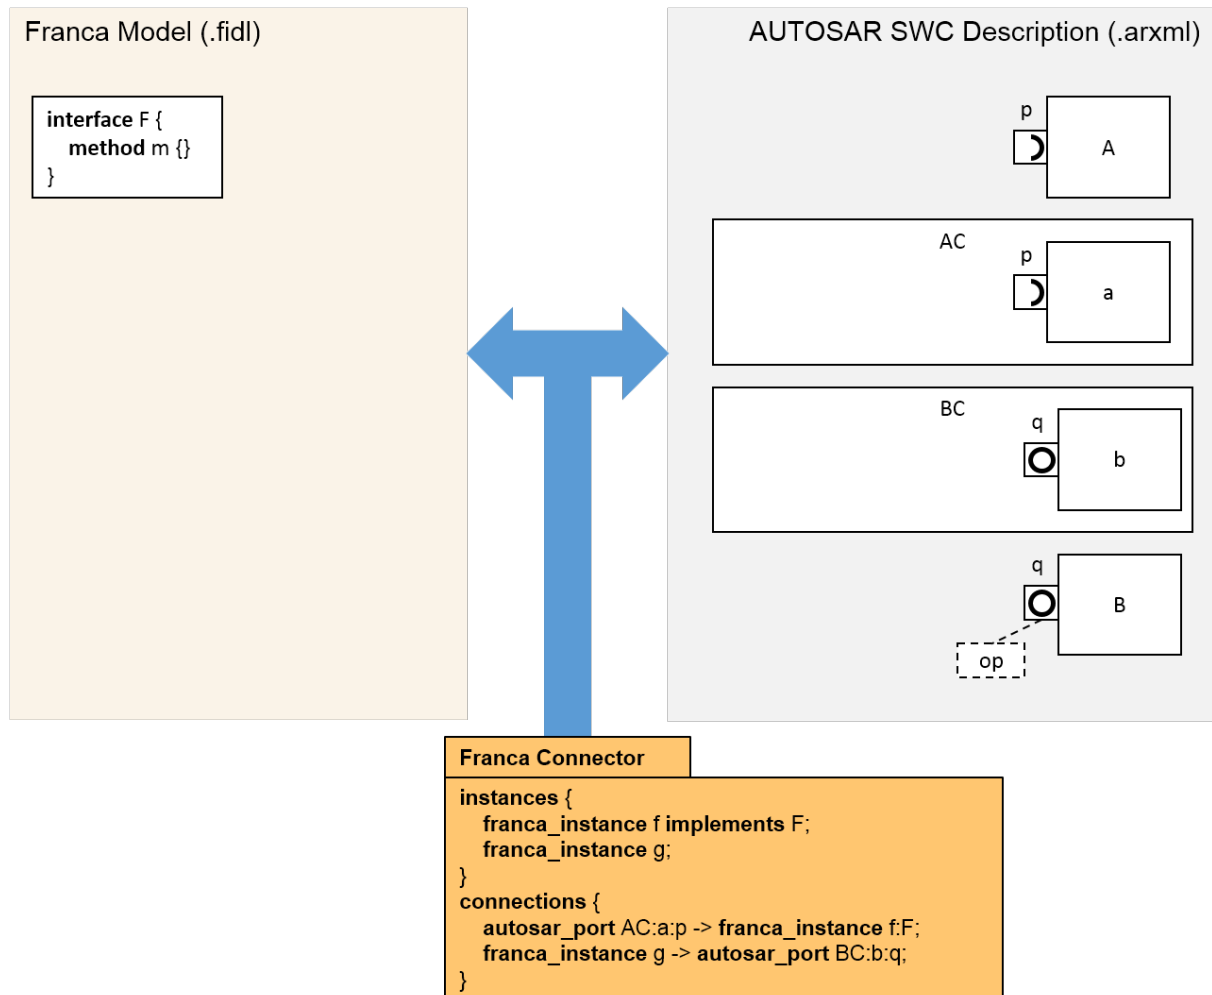 Franca Model (.fidl)
interface F {
method m {}
}
AUTOSAR SWC Description (.arxml)
p
A
AC
p
a
BC
q
b
q
B
op
Franca Connector
instances {
franca_instance f implements F;
franca_instance g;
}
connections {
autosar_port AC:a:p -> franca_instance f:F;
franca_instance g -> autosar_port BC:b:q;
}